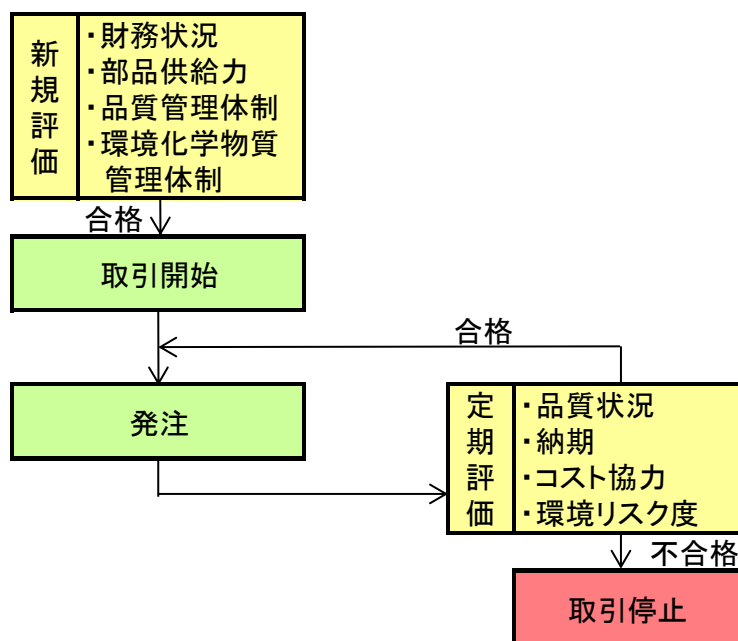 新規評価
・財務状況
・部品供給力
・品質管理体制
・環境化学物質
管理体制
合格
取引開始
合格
発注
定期評価
・品質状況
・納期
・コスト協力
・環境リスク度
不合格
取引停止